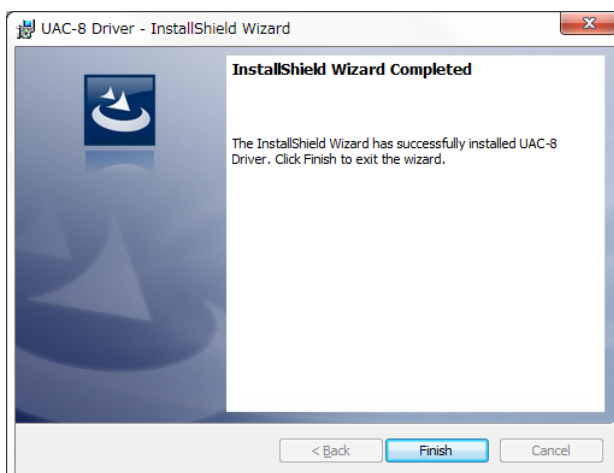 UAC-8 Driver - InstallShield Wizard
InstallShield Wizard Completed
The InstallShield Wizard has successfully installed UAC-8
Driver. Click Finish to exit the wizard.
< Back
Finish
Cancel